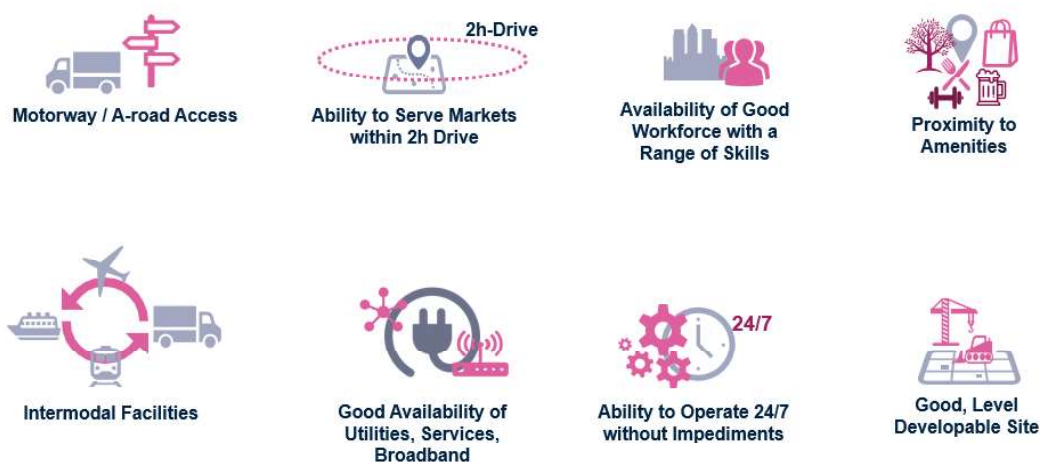 Motorway / A-road Access
2h-Drive
Ability to Serve Markets
within 2h Drive
Availability of Good
Workforce with a
Range of Skills
Proximity to
Amenities
Intermodal Facilities
Good Availability of
Utilities, Services,
Broadband
24/7
Ability to Operate 24/7
without Impediments
Good, Level
Developable Site